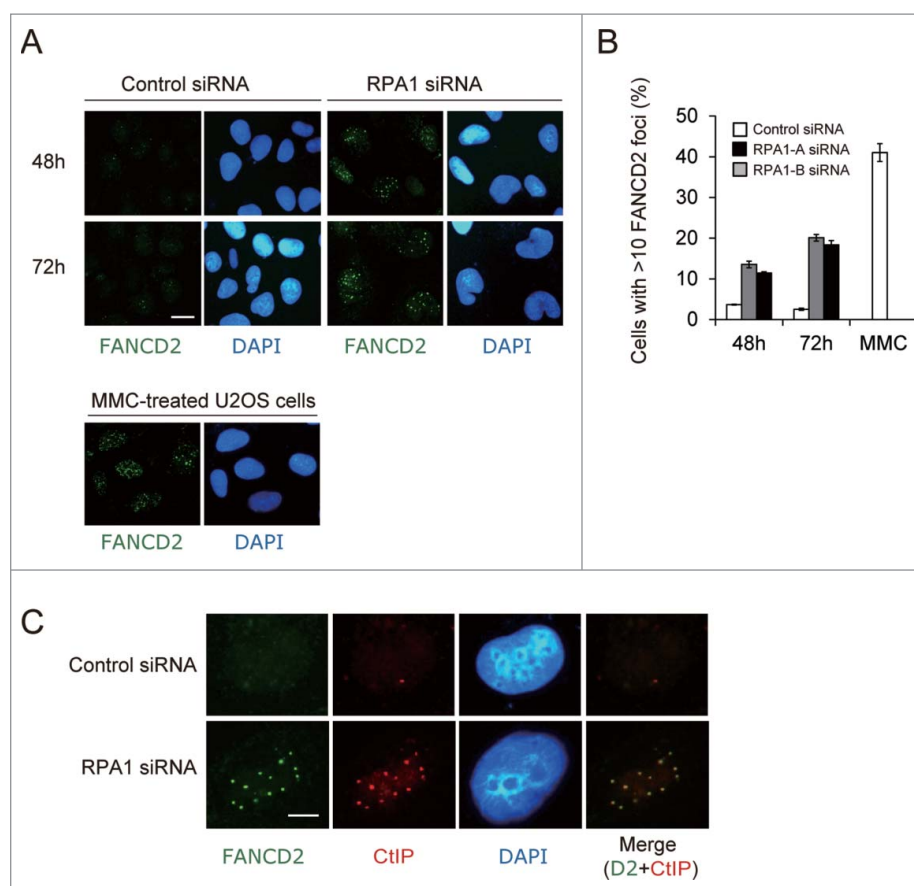 A
Control siRNA
RPA1 siRNA
48h
72h
FANCD2
DAPI
FANCD2
DAPI
MMC-treated U2OS cells
FANCD2
DAPI
B
Cells with >10 FANCD2 foci (%)
50
40
30
20
10
0
Control siRNA
RPA1-A siRNA
RPA1-B siRNA
48h
72h
MMC
C
Control siRNA
RPA1 siRNA
FANCD2
CtIP
DAPI
Merge
(D2+CtIP)